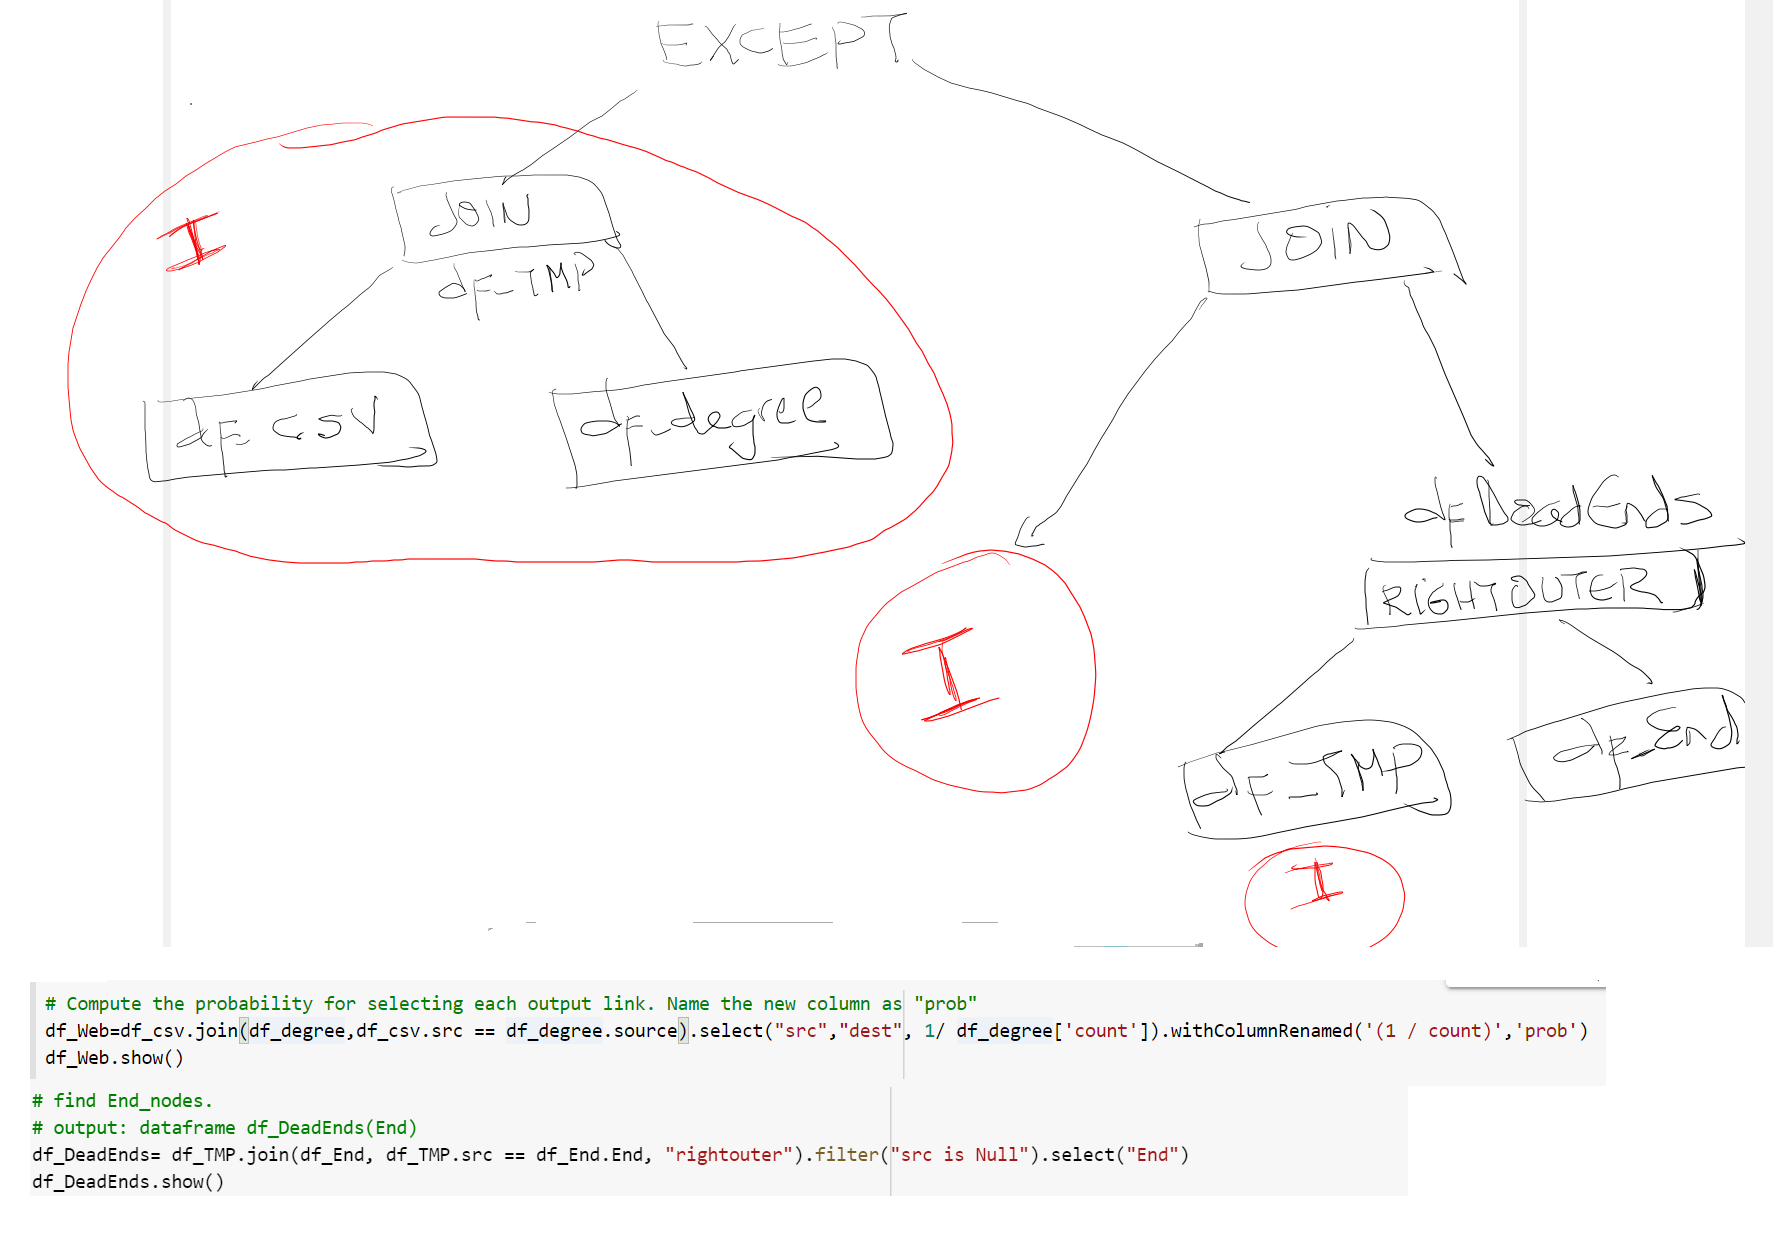 EXCEPT
JOIN
I
JOIN
dF_TMP
dF_CSV
dF_degree
dF DeadEnds
RIGHTOUTER
I
dF_TMP
dF_End
I
# Compute the probability for selecting each output link. Name the new column as "prob"
df_Web=df_csv.join(df_degree,df_csv.src == df_degree.source).select("src","dest", 1/ df_degree['count']).withColumnRenamed('(1 / count)','prob')
df_Web.show()
# find End_nodes.
# output: dataframe df_DeadEnds(End)
df_DeadEnds= df_TMP.join(df_End, df_TMP.src == df_End.End, "rightouter").filter("src is Null").select("End")
df_DeadEnds.show()